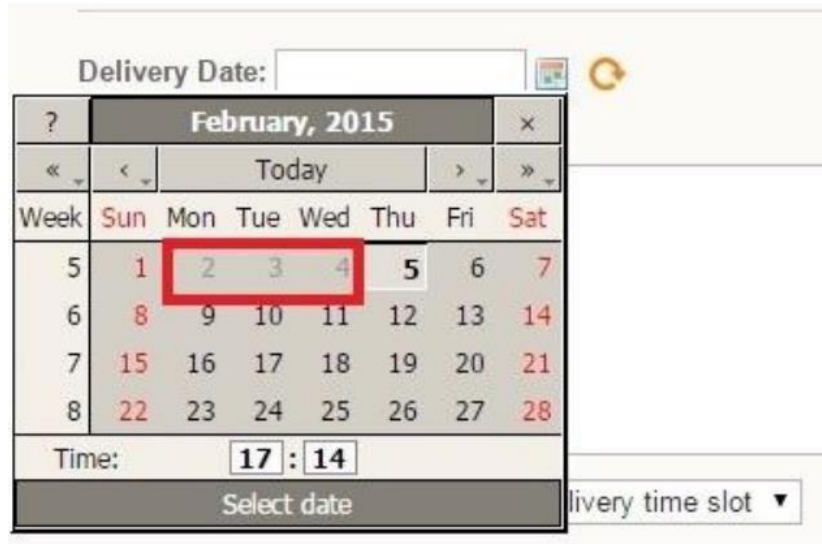 Delivery Date:
? February, 2015 ×
« ‹ Today › »
Week Sun Mon Tue Wed Thu Fri Sat
5 1 2 3 4 5 6 7
6 8 9 10 11 12 13 14
7 15 16 17 18 19 20 21
8 22 23 24 25 26 27 28
Time: 17 : 14
Select date
livery time slot